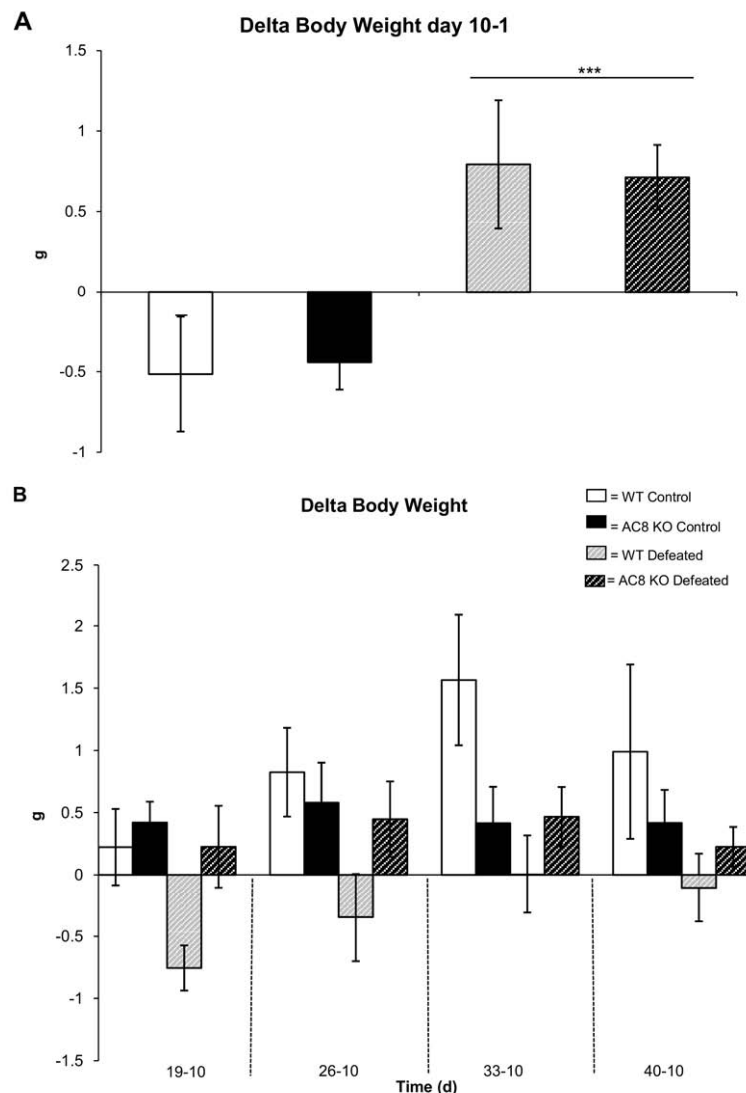 A
Delta Body Weight day 10-1
1.5
***
1
0.5
g
0
-0.5
-1
B
Delta Body Weight
= WT Control
= AC8 KO Control
= WT Defeated
= AC8 KO Defeated
2.5
2
1.5
1
g
0.5
0
-0.5
-1
-1.5
19-10
26-10
33-10
40-10
Time (d)